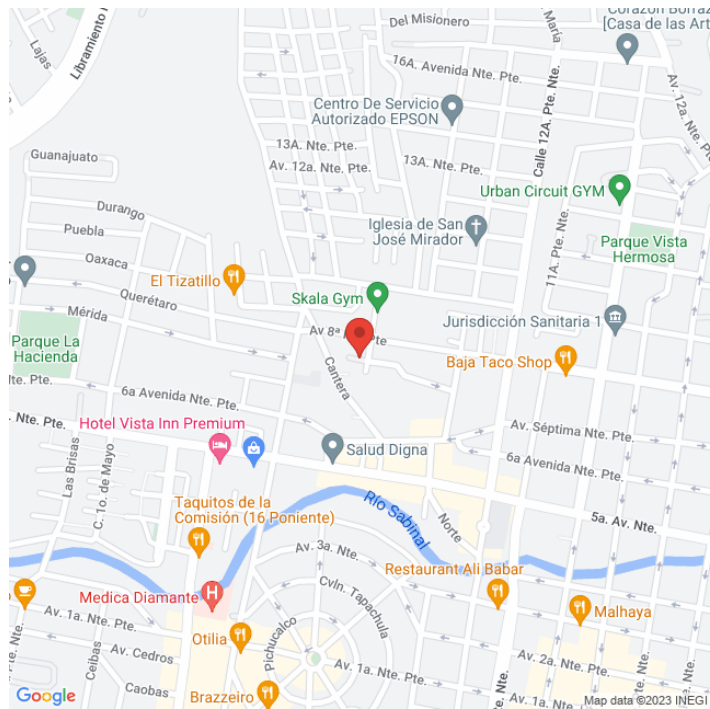 Del Misionero
Corazón Borraz
[Casa de las Art
Lajas
16A. Avenida Nte. Pte.
Centro De Servicio
Autorizado EPSON
Av. 12a. Nte.
13A. Nte. Pte.
Av. 12a. Nte. Pte.
13A. Nte. Pte.
Calle 12A. Pte. Nte.
Guanajuato
Urban Circuit GYM
Durango
Puebla
Iglesia de San
José Mirador
11A. Pte. Nte.
Parque Vista
Hermosa
Oaxaca
El Tizatillo
Querétaro
Skala Gym
Mérida
Jurisdicción Sanitaria 1
Parque La
Hacienda
Baja Taco Shop
Cantera
6a Avenida Nte. Pte.
Hotel Vista Inn Premium
Av. Séptima Nte. Pte.
Salud Digna
6a Avenida Nte. Pte.
Las Brisas
C. 1o. de Mayo
Taquitos de la
Comisión (16 Poniente)
Río Sabinal
Norte
5a. Av. Nte.
Av. 3a. Nte.
Restaurant Ali Babar
Cvln. Tapachula
Medica Diamante
Malhaya
Av. 1a. Nte. Pte.
Otilia
Pichucalco
Av. Cedros
Ceibas
Av. 1a. Nte. Pte.
Av. 2a. Nte. Pte.
Caobas
Brazzeiro
Av. 1a. Nte.
Google
Map data ©2023 INEGI